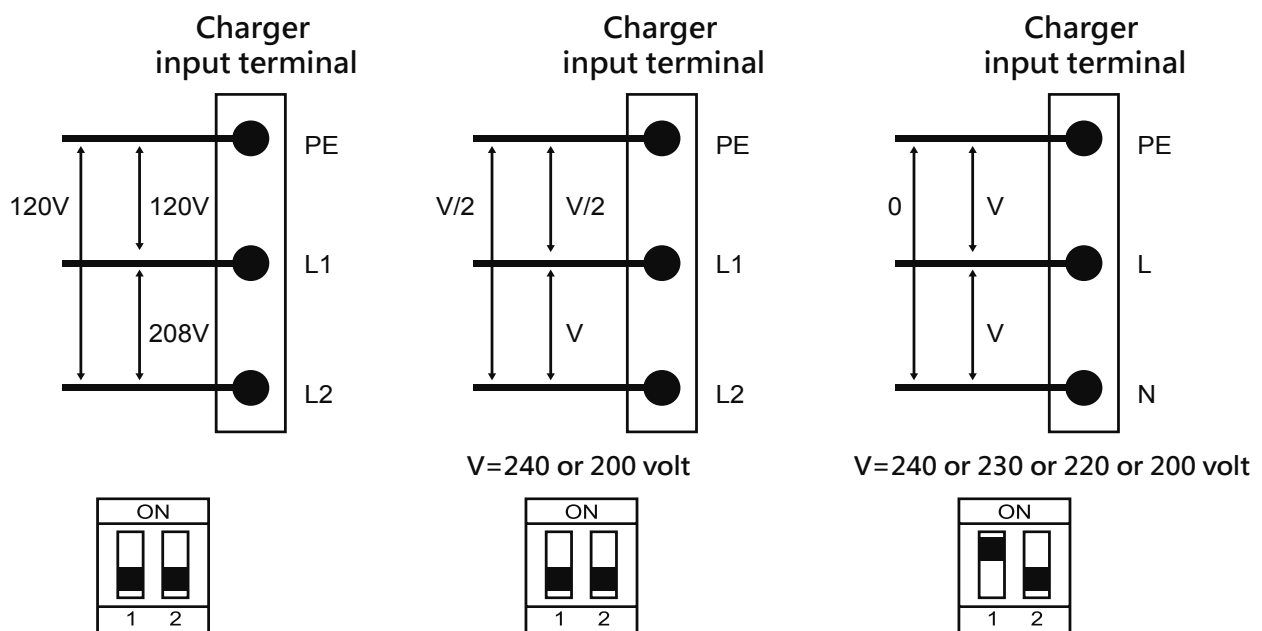 Charger
input terminal
PE
120V
120V
L1
208V
L2
ON
1 2
Charger
input terminal
PE
V/2
V/2
L1
V
L2
V=240 or 200 volt
ON
1 2
Charger
input terminal
PE
0
V
L
V
N
V=240 or 230 or 220 or 200 volt
ON
1 2